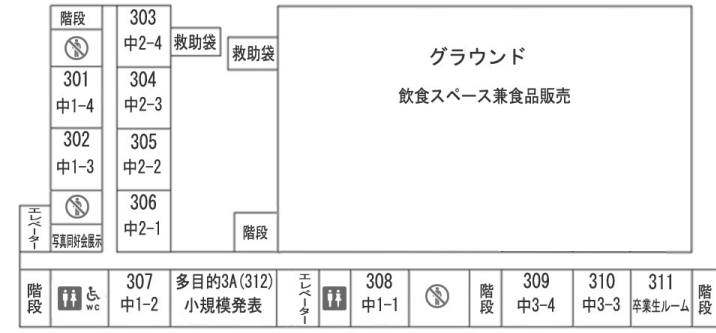 階段
301
中1-4
302
中1-3
写真同好会展示
エレベーター
303
中2-4
304
中2-3
305
中2-2
306
中2-1
救助袋
救助袋
階段
グラウンド
飲食スペース兼食品販売
階段
WC
307
中1-2
多目的3A(312)
小規模発表
エレベーター
308
中1-1
階段
309
中3-4
310
中3-3
311
卒業生ルーム
階段